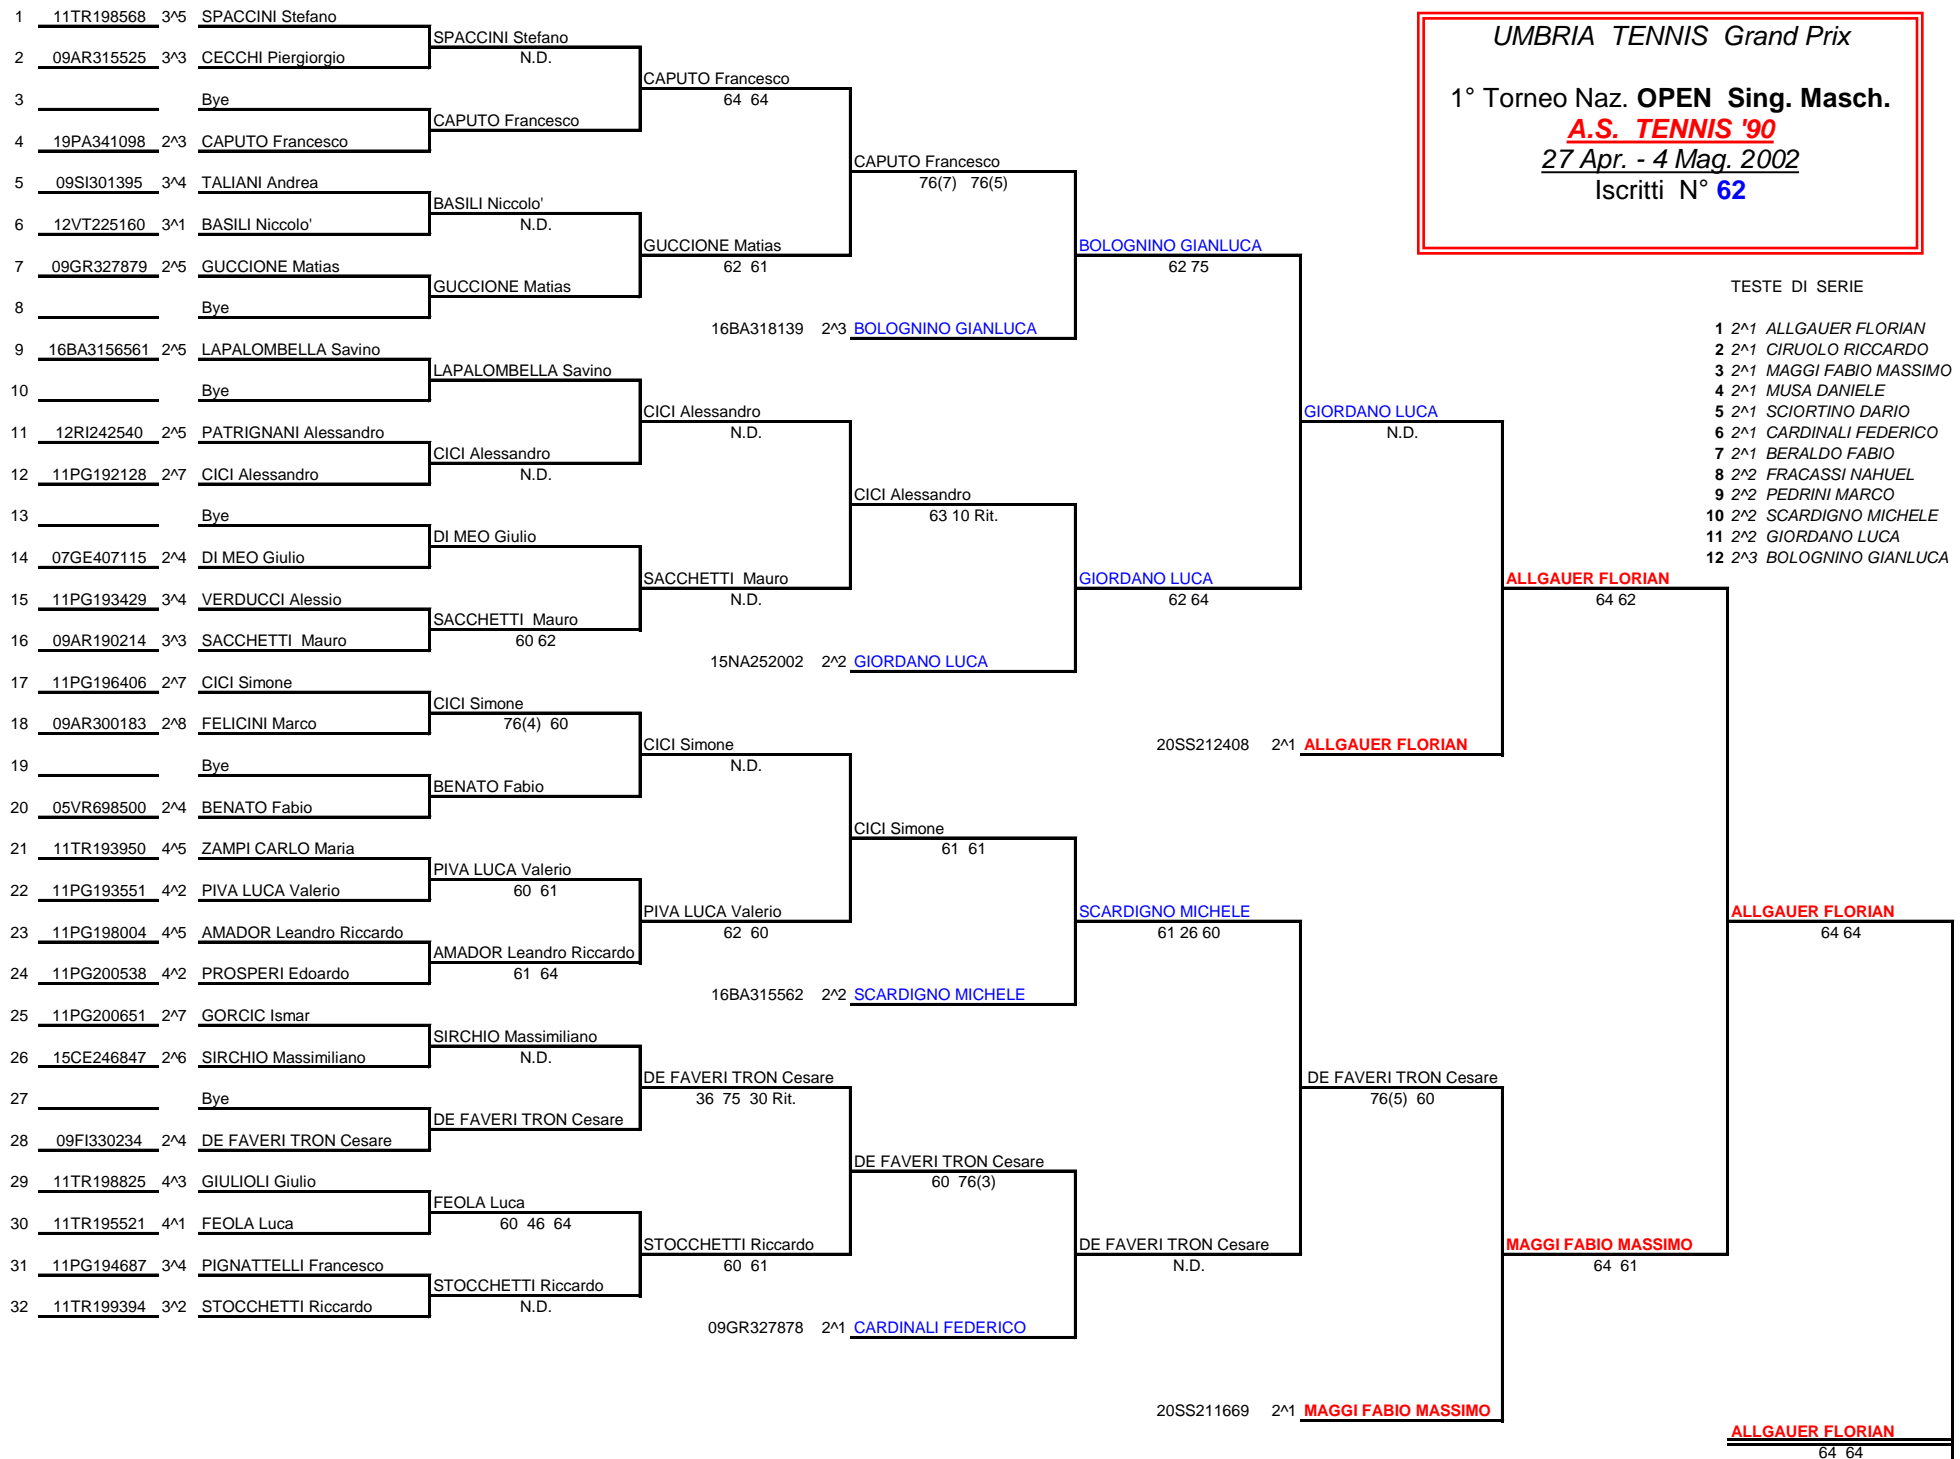 1 11TR198568 3^5 SPACCINI Stefano
SPACCINI Stefano
2 09AR315525 3^3 CECCHI Piergiorgio N.D.
CAPUTO Francesco
3 Bye 64 64
CAPUTO Francesco
4 19PA341098 2^3 CAPUTO Francesco
CAPUTO Francesco
5 09SI301395 3^4 TALIANI Andrea 76(7) 76(5)
BASILI Niccolo'
6 12VT225160 3^1 BASILI Niccolo' N.D.
GUCCIONE Matias BOLOGNINO GIANLUCA
7 09GR327879 2^5 GUCCIONE Matias 62 61 62 75
GUCCIONE Matias
8 Bye
16BA318139 2^3 BOLOGNINO GIANLUCA
9 16BA3156561 2^5 LAPALOMBELLA Savino
LAPALOMBELLA Savino
10 Bye
CICI Alessandro GIORDANO LUCA
11 12RI242540 2^5 PATRIGNANI Alessandro N.D. N.D.
CICI Alessandro
12 11PG192128 2^7 CICI Alessandro N.D.
CICI Alessandro
13 Bye 63 10 Rit.
DI MEO Giulio
14 07GE407115 2^4 DI MEO Giulio
SACCHETTI Mauro GIORDANO LUCA ALLGAUER FLORIAN
15 11PG193429 3^4 VERDUCCI Alessio N.D. 62 64 64 62
SACCHETTI Mauro
16 09AR190214 3^3 SACCHETTI Mauro 60 62
15NA252002 2^2 GIORDANO LUCA
17 11PG196406 2^7 CICI Simone
CICI Simone
18 09AR300183 2^8 FELICINI Marco 76(4) 60
CICI Simone 20SS212408 2^1 ALLGAUER FLORIAN
19 Bye N.D.
BENATO Fabio
20 05VR698500 2^4 BENATO Fabio
CICI Simone
21 11TR193950 4^5 ZAMPI CARLO Maria 61 61
PIVA LUCA Valerio
22 11PG193551 4^2 PIVA LUCA Valerio 60 61
PIVA LUCA Valerio SCARDIGNO MICHELE ALLGAUER FLORIAN
23 11PG198004 4^5 AMADOR Leandro Riccardo 62 60 61 26 60 64 64
AMADOR Leandro Riccardo
24 11PG200538 4^2 PROSPERI Edoardo 61 64
16BA315562 2^2 SCARDIGNO MICHELE
25 11PG200651 2^7 GORCIC Ismar
SIRCHIO Massimiliano
26 15CE246847 2^6 SIRCHIO Massimiliano N.D.
DE FAVERI TRON Cesare DE FAVERI TRON Cesare
27 Bye 36 75 30 Rit. 76(5) 60
DE FAVERI TRON Cesare
28 09FI330234 2^4 DE FAVERI TRON Cesare
DE FAVERI TRON Cesare
29 11TR198825 4^3 GIULIOLI Giulio 60 76(3)
FEOLA Luca
30 11TR195521 4^1 FEOLA Luca 60 46 64
STOCCHETTI Riccardo DE FAVERI TRON Cesare MAGGI FABIO MASSIMO
31 11PG194687 3^4 PIGNATTELLI Francesco 60 61 N.D. 64 61
STOCCHETTI Riccardo
32 11TR199394 3^2 STOCCHETTI Riccardo N.D.
09GR327878 2^1 CARDINALI FEDERICO
20SS211669 2^1 MAGGI FABIO MASSIMO
ALLGAUER FLORIAN
64 64
UMBRIA TENNIS Grand Prix
1° Torneo Naz. OPEN Sing. Masch.
A.S. TENNIS '90
27 Apr. - 4 Mag. 2002
Iscritti N° 62
TESTE DI SERIE
1 2^1 ALLGAUER FLORIAN
2 2^1 CIRUOLO RICCARDO
3 2^1 MAGGI FABIO MASSIMO
4 2^1 MUSA DANIELE
5 2^1 SCIORTINO DARIO
6 2^1 CARDINALI FEDERICO
7 2^1 BERALDO FABIO
8 2^2 FRACASSI NAHUEL
9 2^2 PEDRINI MARCO
10 2^2 SCARDIGNO MICHELE
11 2^2 GIORDANO LUCA
12 2^3 BOLOGNINO GIANLUCA